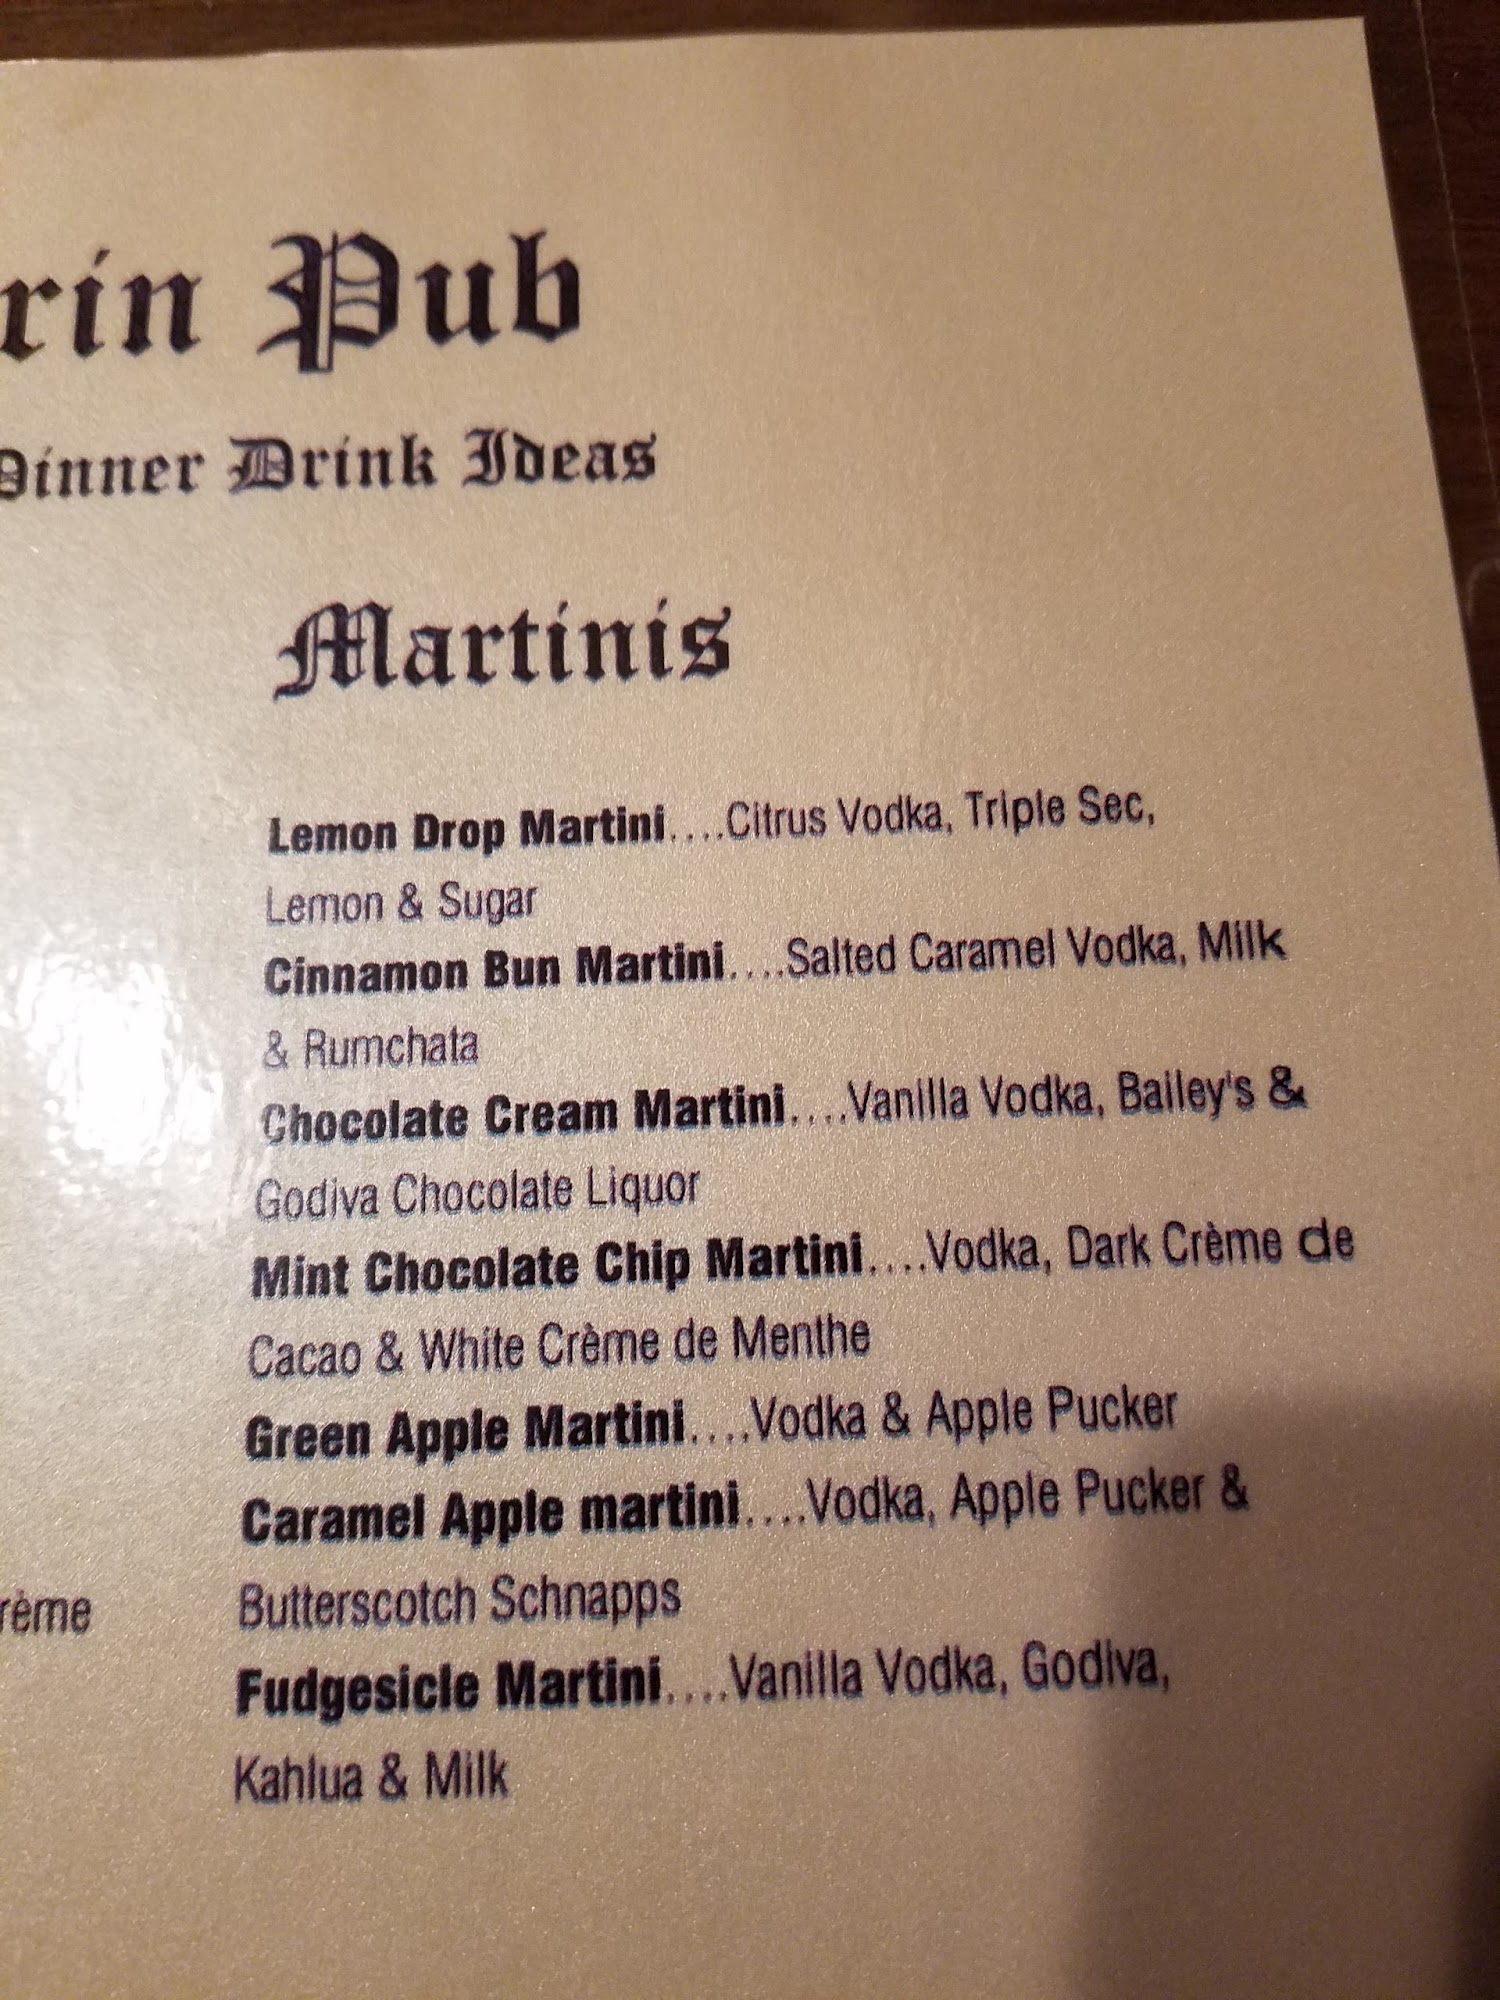 rin Pub
Dinner Drink Ideas
Martinis
Lemon Drop Martini....Citrus Vodka, Triple Sec,
Lemon & Sugar
Cinnamon Bun Martini....Salted Caramel Vodka, Milk
& Rumchata
Chocolate Cream Martini....Vanilla Vodka, Bailey's &
Godiva Chocolate Liquor
Mint Chocolate Chip Martini....Vodka, Dark Crème de
Cacao & White Crème de Menthe
Green Apple Martini....Vodka & Apple Pucker
Caramel Apple martini....Vodka, Apple Pucker &
Butterscotch Schnapps
rème
Fudgesicle Martini....Vanilla Vodka, Godiva,
Kahlua & Milk